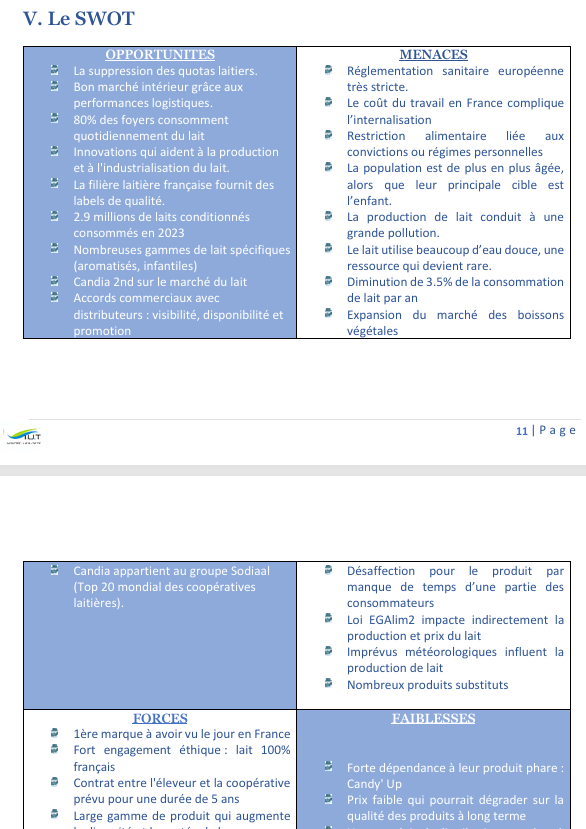 V. Le SWOT
OPPORTUNITES
La suppression des quotas laitiers.
Bon marché intérieur grâce aux
performances logistiques.
80% des foyers consomment
quotidiennement du lait
Innovations qui aident à la production
et à l'industrialisation du lait.
La filière laitière française fournit des
labels de qualité.
2.9 millions de laits conditionnés
consommés en 2023
Nombreuses gammes de lait spécifiques
(aromatisés, infantiles)
Candia 2nd sur le marché du lait
Accords commerciaux avec
distributeurs : visibilité, disponibilité et
promotion
MENACES
Réglementation sanitaire européenne
très stricte.
Le coût du travail en France complique
l'internalisation
Restriction alimentaire liée aux
convictions ou régimes personnelles
La population est de plus en plus âgée,
alors que leur principale cible est
l'enfant.
La production de lait conduit à une
grande pollution.
Le lait utilise beaucoup d'eau douce, une
ressource qui devient rare.
Diminution de 3.5% de la consommation
de lait par an
Expansion du marché des boissons
végétales
IUT
11 | Page
Candia appartient au groupe Sodiaal
(Top 20 mondial des coopératives
laitières).
Désaffection pour le produit par
manque de temps d'une partie des
consommateurs
Loi EGAlim2 impacte indirectement la
production et prix du lait
Imprévus météorologiques influent la
production de lait
Nombreux produits substituts
FORCES
1ère marque à avoir vu le jour en France
Fort engagement éthique : lait 100%
français
Contrat entre l'éleveur et la coopérative
prévu pour une durée de 5 ans
Large gamme de produit qui augmente
FAIBLESSES
Forte dépendance à leur produit phare :
Candy' Up
Prix faible qui pourrait dégrader sur la
qualité des produits à long terme